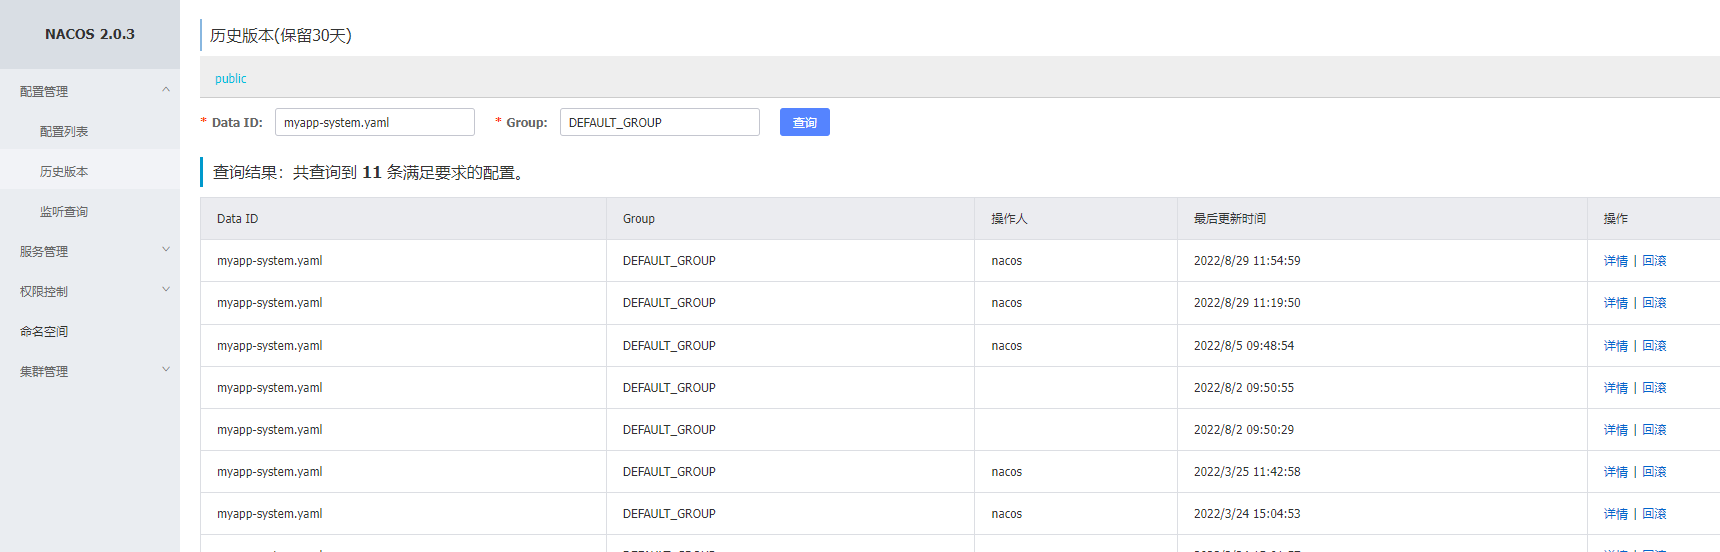 NACOS 2.0.3
配置管理
配置列表
历史版本
监听查询
服务管理
权限控制
命名空间
集群管理
历史版本(保留30天)
public
* Data ID: myapp-system.yaml * Group: DEFAULT_GROUP 查询
查询结果：共查询到 11 条满足要求的配置。
Data ID Group 操作人 最后更新时间 操作
myapp-system.yaml DEFAULT_GROUP nacos 2022/8/29 11:54:59 详情 | 回滚
myapp-system.yaml DEFAULT_GROUP nacos 2022/8/29 11:19:50 详情 | 回滚
myapp-system.yaml DEFAULT_GROUP nacos 2022/8/5 09:48:54 详情 | 回滚
myapp-system.yaml DEFAULT_GROUP 2022/8/2 09:50:55 详情 | 回滚
myapp-system.yaml DEFAULT_GROUP 2022/8/2 09:50:29 详情 | 回滚
myapp-system.yaml DEFAULT_GROUP nacos 2022/3/25 11:42:58 详情 | 回滚
myapp-system.yaml DEFAULT_GROUP nacos 2022/3/24 15:04:53 详情 | 回滚